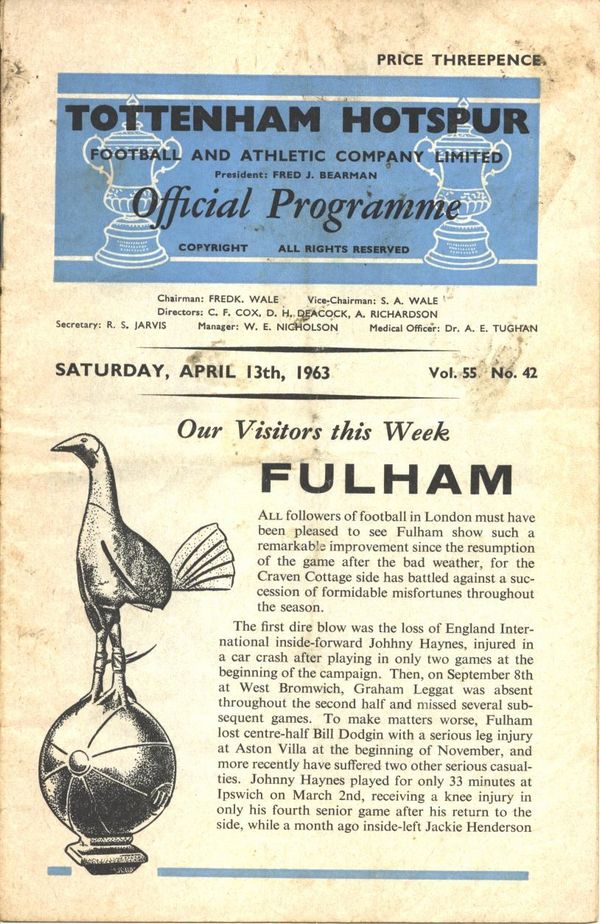 PRICE THREEPENCE
TOTTENHAM HOTSPUR
FOOTBALL AND ATHLETIC COMPANY LIMITED
President: FRED J. BEARMAN
Official Programme
COPYRIGHT ALL RIGHTS RESERVED
Chairman: FREDK. WALE Vice-Chairman: S. A. WALE
Directors: C. F. COX, D. H. DEACOCK, A. RICHARDSON
Secretary: R. S. JARVIS Manager: W. E. NICHOLSON Medical Officer: Dr. A. E. TUGHAN
SATURDAY, APRIL 13th, 1963 Vol. 55 No. 42
Our Visitors this Week
FULHAM
ALL followers of football in London must have
been pleased to see Fulham show such a
remarkable improvement since the resumption
of the game after the bad weather, for the
Craven Cottage side has battled against a suc-
cession of formidable misfortunes throughout
the season.
The first dire blow was the loss of England Inter-
national inside-forward Johhny Haynes, injured in
a car crash after playing in only two games at the
beginning of the campaign. Then, on September 8th
at West Bromwich, Graham Leggat was absent
throughout the second half and missed several sub-
sequent games. To make matters worse, Fulham
lost centre-half Bill Dodgin with a serious leg injury
at Aston Villa at the beginning of November, and
more recently have suffered two other serious casual-
ties. Johnny Haynes played for only 33 minutes at
Ipswich on March 2nd, receiving a knee injury in
only his fourth senior game after his return to the
side, while a month ago inside-left Jackie Henderson